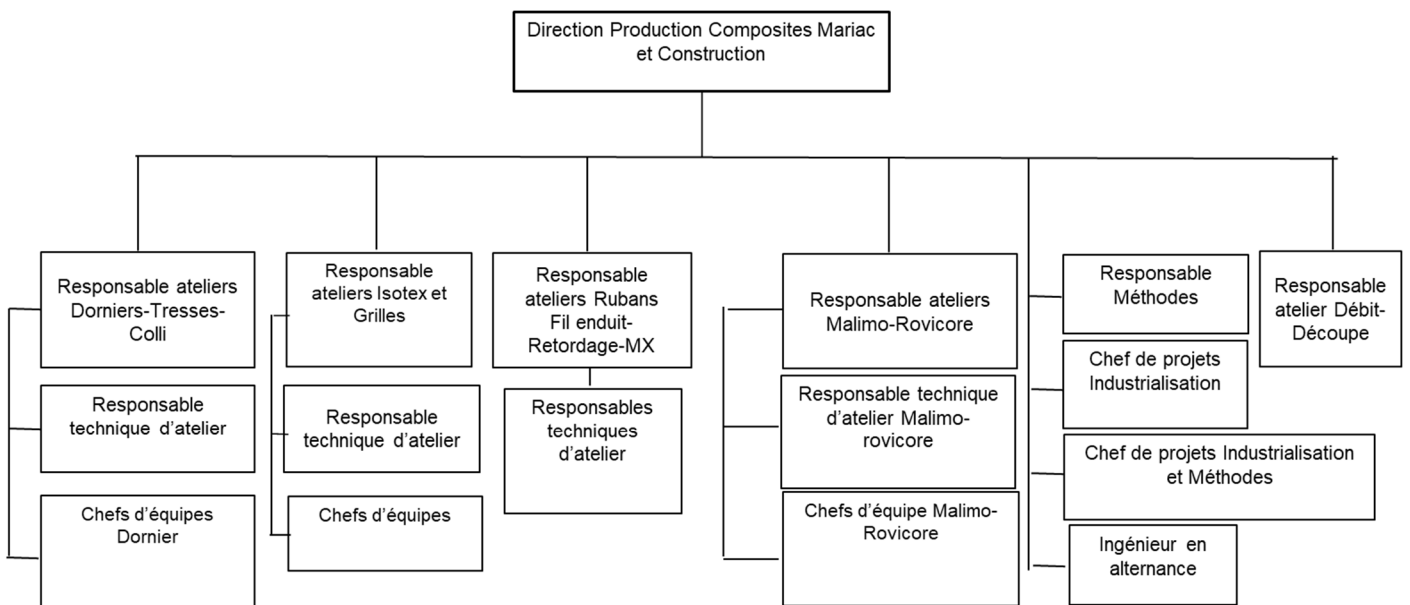 Direction Production Composites Mariac
et Construction
Responsable ateliers
Dorniers-Tresses-
Colli
Responsable
technique d’atelier
Chefs d’équipes
Dornier
Responsable
ateliers Isotex et
Grilles
Responsable
technique d’atelier
Chefs d’équipes
Responsable
ateliers Rubans
Fil enduit-
Retordage-MX
Responsables
techniques
d’atelier
Responsable ateliers
Malimo-Rovicore
Responsable technique
d’atelier Malimo-
rovicore
Chefs d’équipe Malimo-
Rovicore
Responsable
Méthodes
Chef de projets
Industrialisation
Chef de projets Industrialisation
et Méthodes
Ingénieur en
alternance
Responsable
atelier Débit-
Découpe